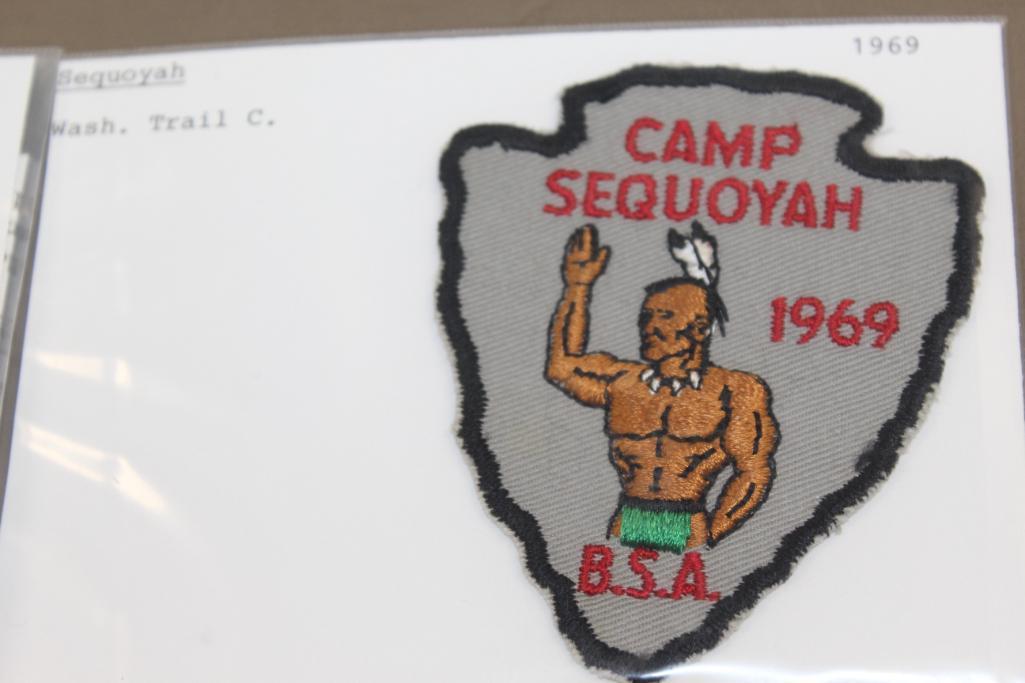 1969
Sequoyah
Wash. Trail C.
CAMP
SEQUOYAH
1969
B.S.A.